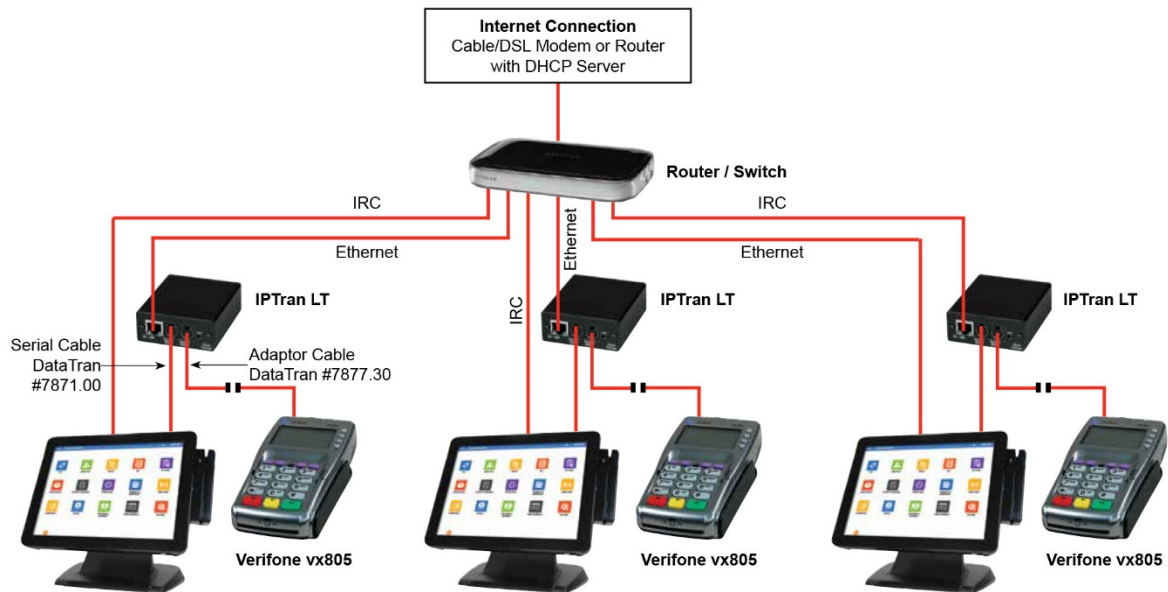 Internet Connection
Cable/DSL Modem or Router
with DHCP Server
Router / Switch
IRC
IRC
Ethernet
Ethernet
Ethernet
IRC
IPTran LT
IPTran LT
IPTran LT
Serial Cable
DataTran
#7871.00
Adaptor Cable
DataTran #7877.30
Verifone vx805
Verifone vx805
Verifone vx805